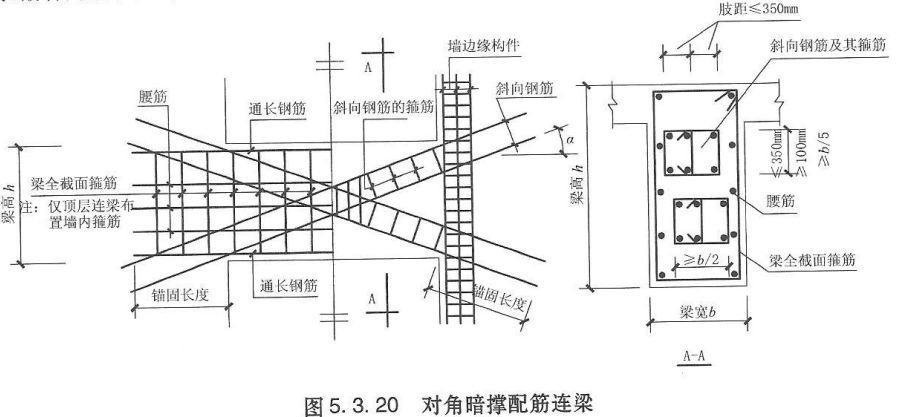 肢距≤350mm
墙边缘构件
斜向钢筋及其箍筋
A
腰筋
通长钢筋
斜向钢筋的箍筋
斜向钢筋
α
梁高h
梁全截面箍筋
注：仅顶层连梁布
置墙内箍筋
锚固长度
通长钢筋
A
锚固长度
梁高h
≤350mm
≥100mm
≥b/5
腰筋
≥b/2
梁全截面箍筋
梁宽b
A-A
图 5.3.20 对角暗撑配筋连梁